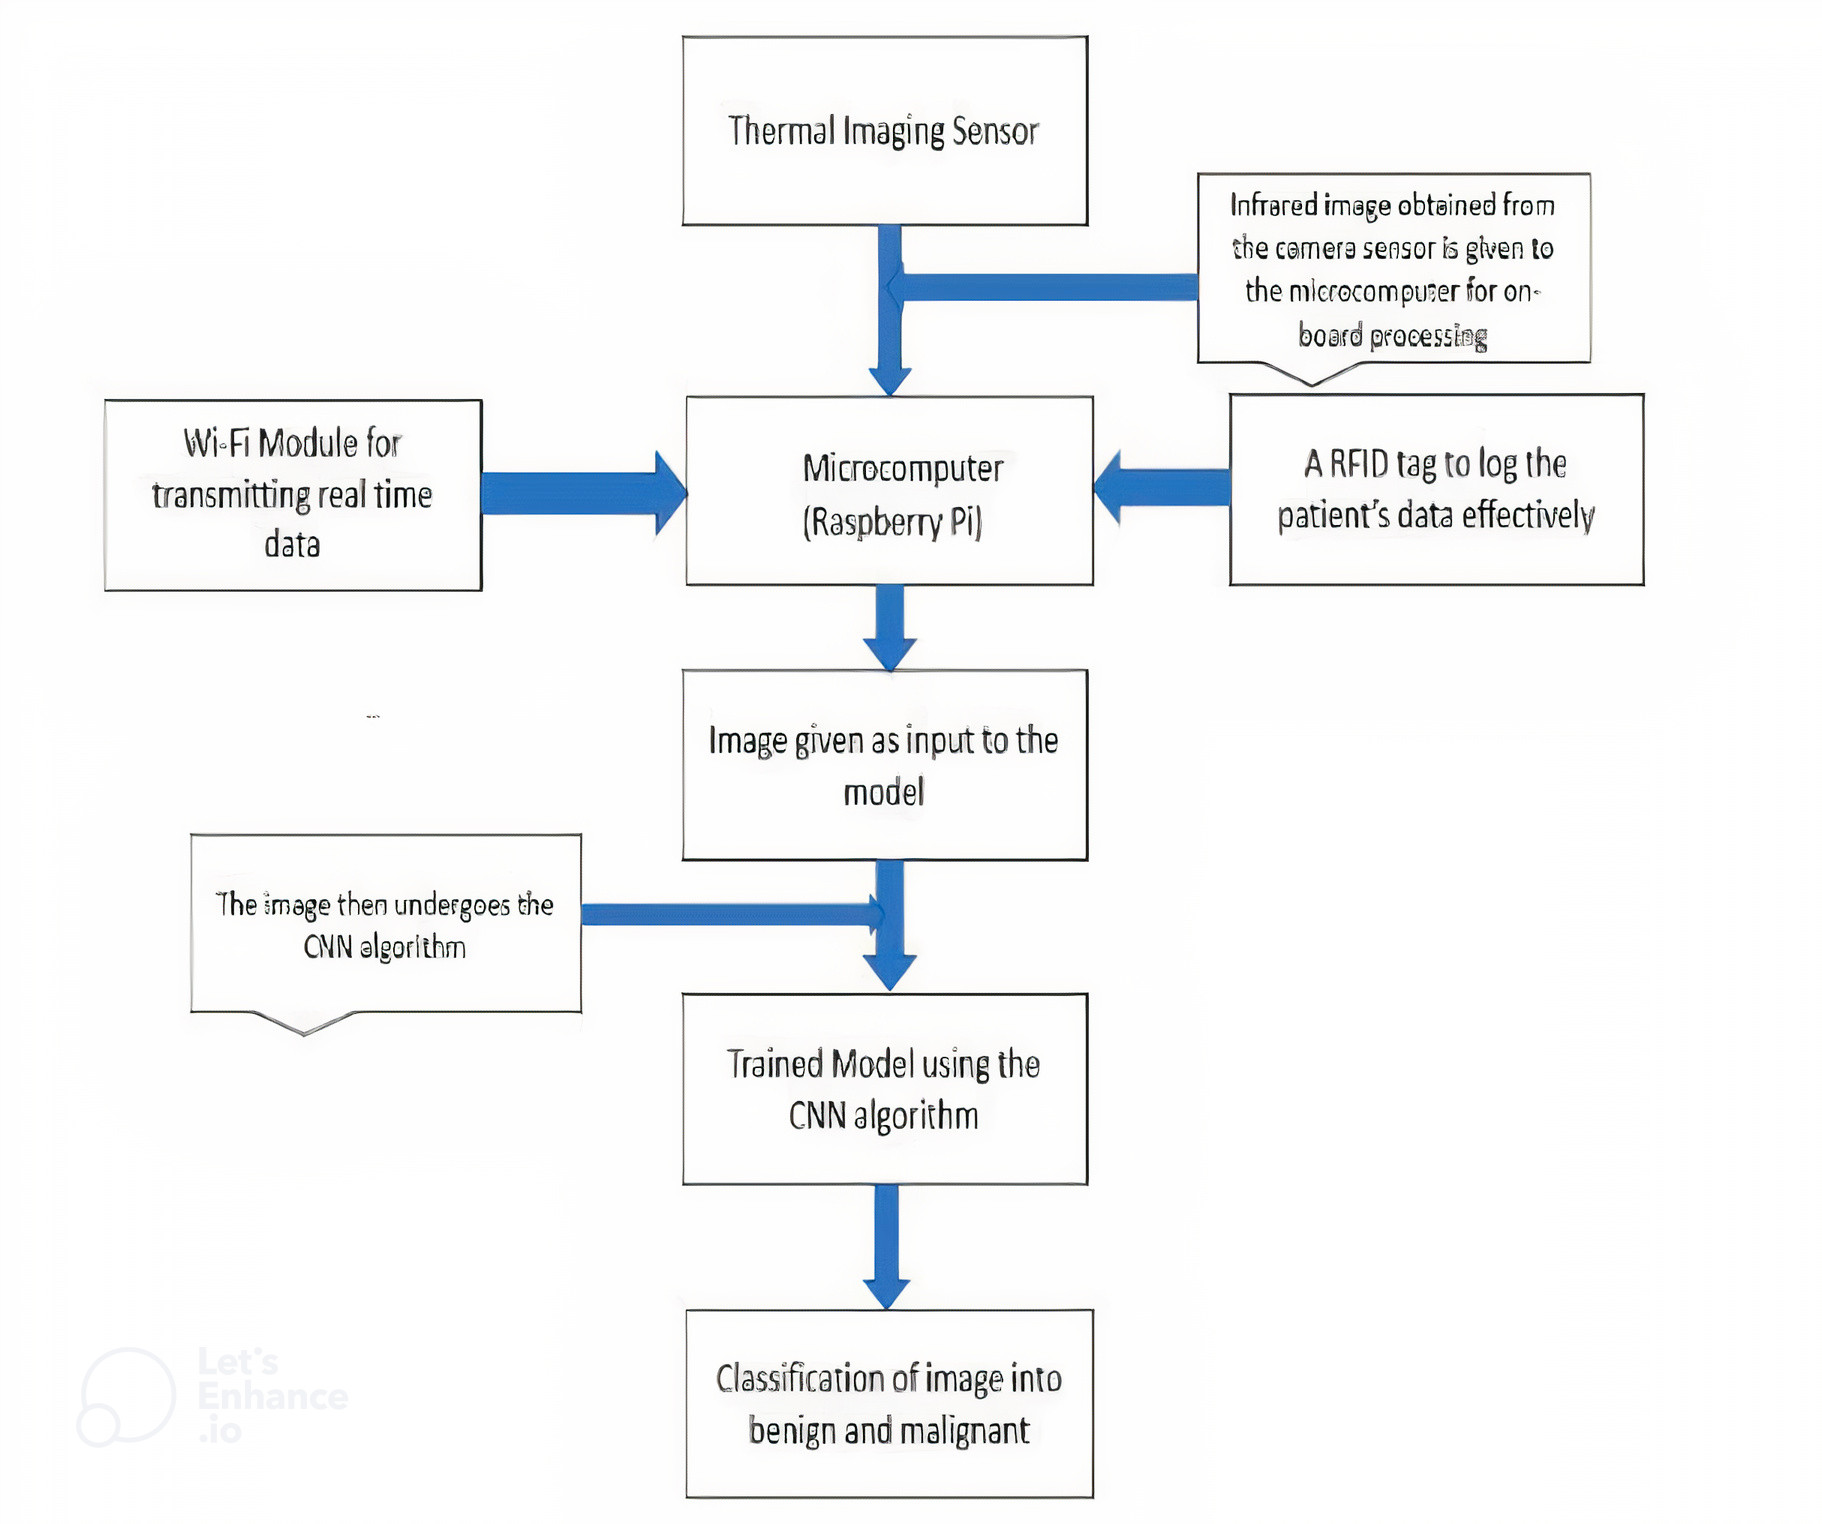 Thermal Imaging Sensor
Infrared image obtained from
the camera sensor is given to
the microcomputer for on-
board processing
Wi-Fi Module for
transmitting real time
data
Microcomputer
(Raspberry Pi)
A RFID tag to log the
patient's data effectively
Image given as input to the
model
The image then undergoes the
CNN algorithm
Trained Model using the
CNN algorithm
Classification of image into
benign and malignant
Let's
Enhance
.io